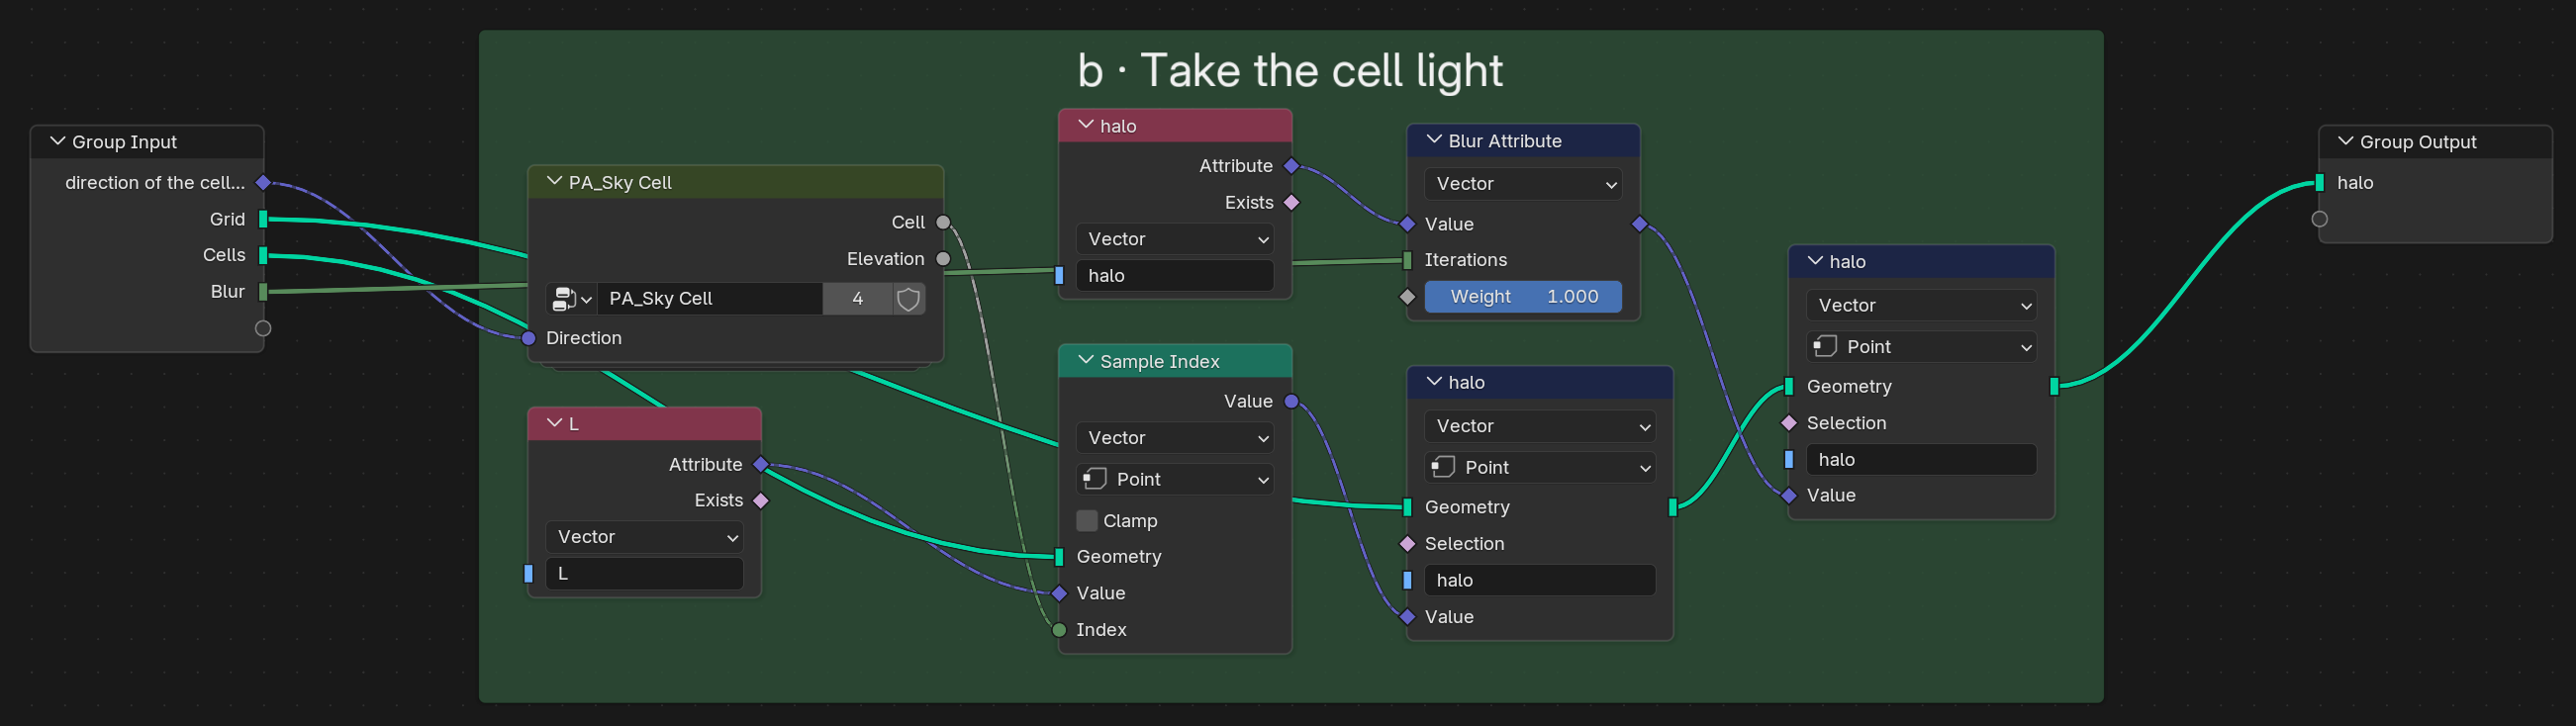 b · Take the cell light
Group Input
direction of the cell...
Grid
Cells
Blur
PA_Sky Cell
Cell
Elevation
PA_Sky Cell 4
Direction
L
Attribute
Exists
Vector
L
halo
Attribute
Exists
Vector
halo
Sample Index
Value
Vector
Point
Clamp
Geometry
Value
Index
Blur Attribute
Vector
Value
Iterations
Weight 1.000
halo
Vector
Point
Geometry
Selection
halo
Value
halo
Vector
Point
Geometry
Selection
halo
Value
Group Output
halo